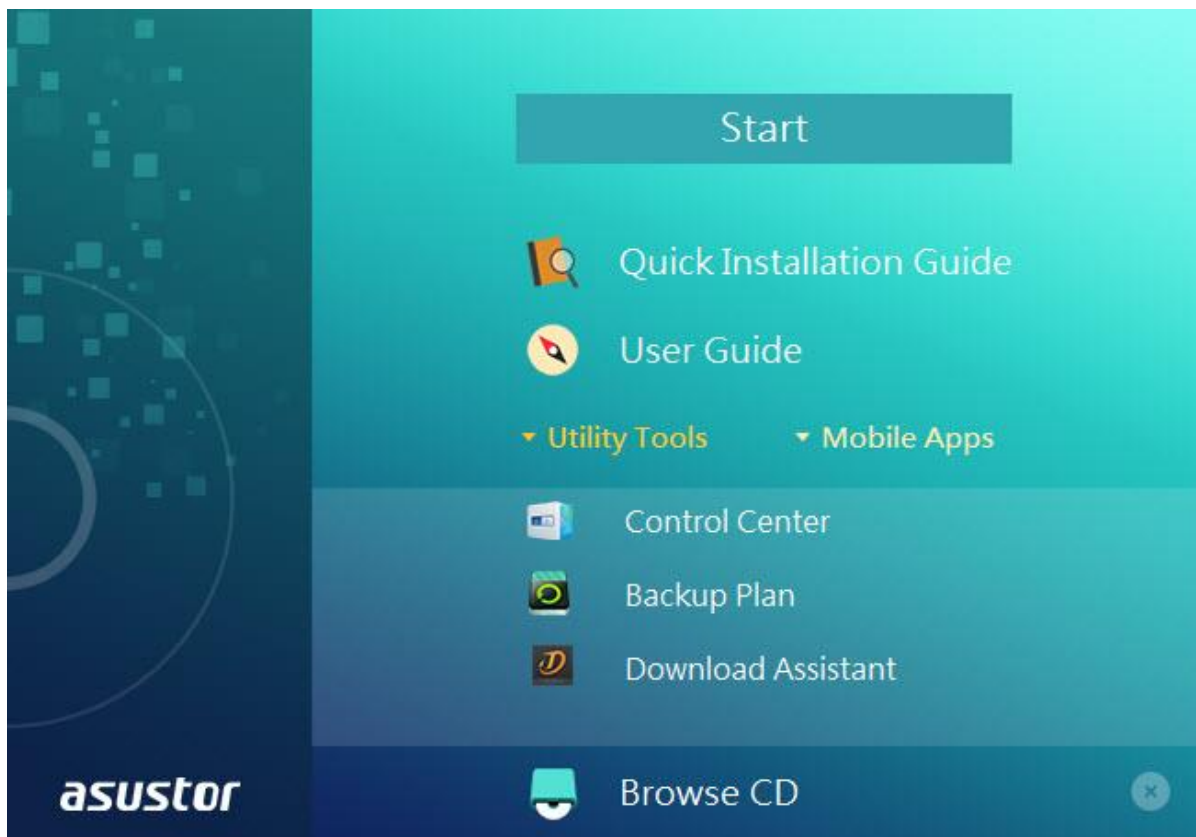 Start
Quick Installation Guide
User Guide
Utility Tools
Mobile Apps
Control Center
Backup Plan
Download Assistant
asustor
Browse CD